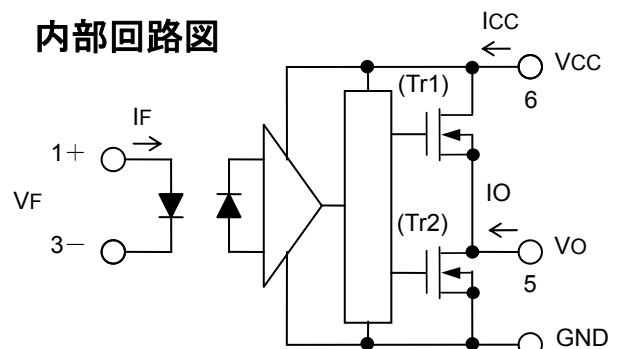 内部回路図
ICC
VCC
6
(Tr1)
IF
1+
VF
3−
IO
(Tr2)
VO
5
GND